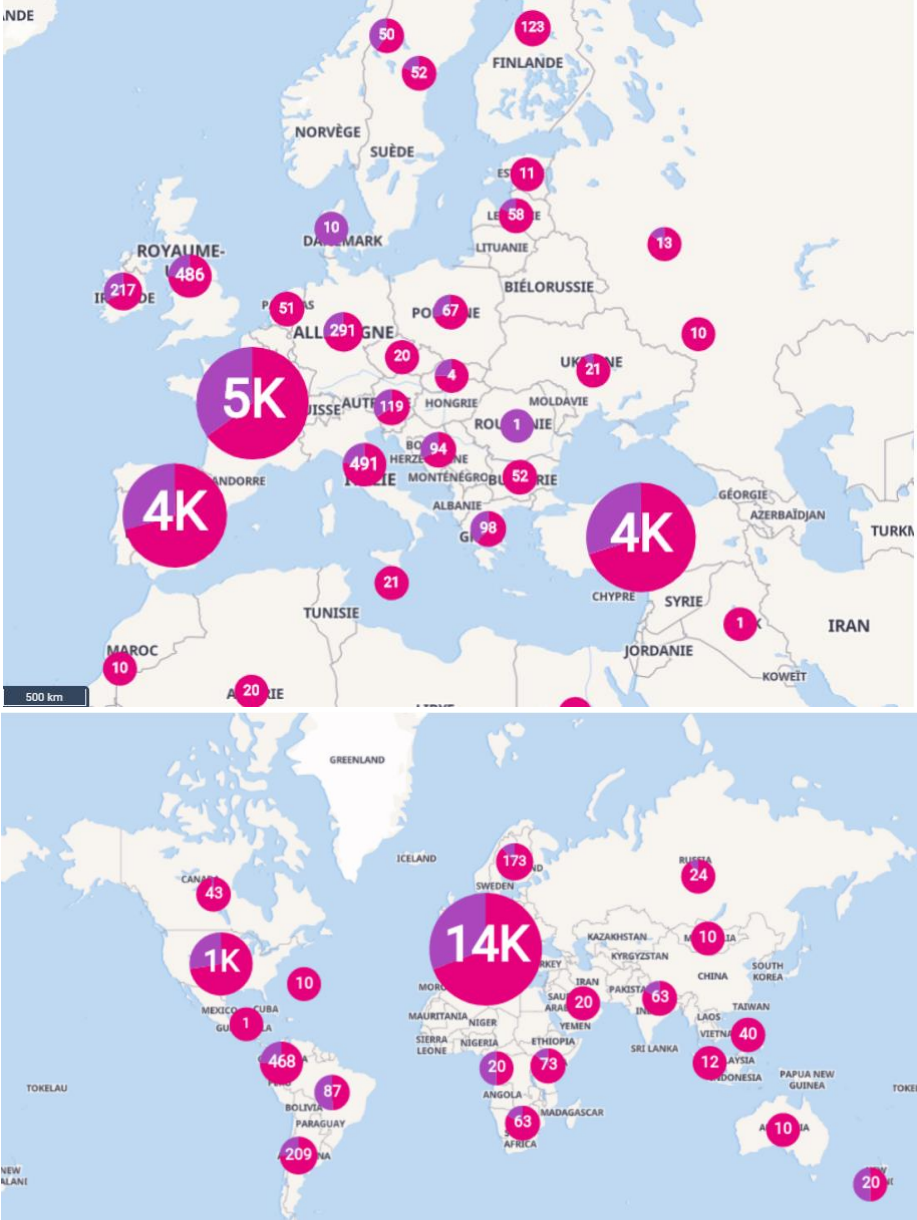 ANDE
50
123
FINLANDE
52
NORVÈGE
SUÈDE
11
58
LITUANIE
10
13
ROYAUME-
486
217
BIÉLORUSSIE
51
67
291
10
20
21
4
5K
119
HONGRIE
MOLDAVIE
1
94
491
MONTÉNÉGRO
52
ANDORRE
4K
ALBANIE
98
4K
GÉORGIE
AZERBAÏDJAN
TURKM
21
CHYPRE
SYRIE
TUNISIE
1
IRAN
MAROC
10
JORDANIE
KOWEÏT
20
500 km
GREENLAND
ICELAND
173
SWEDEN
RUSSIA
24
43
14K
1K
10
KAZAKHSTAN
KYRGYZSTAN
CHINA
SOUTH
KOREA
IRAN
10
MEXICO
CUBA
1
20
63
MAURITANIA
NIGER
YEMEN
TAIWAN
LAOS
40
SIERRA
LEONE
NIGERIA
ETHIOPIA
SRI LANKA
468
20
73
12
TOKELAU
87
BOLIVIA
ANGOLA
PAPUA NEW
GUINEA
PARAGUAY
63
MADAGASCAR
AFRICA
10
209
NEW
ALANI
20